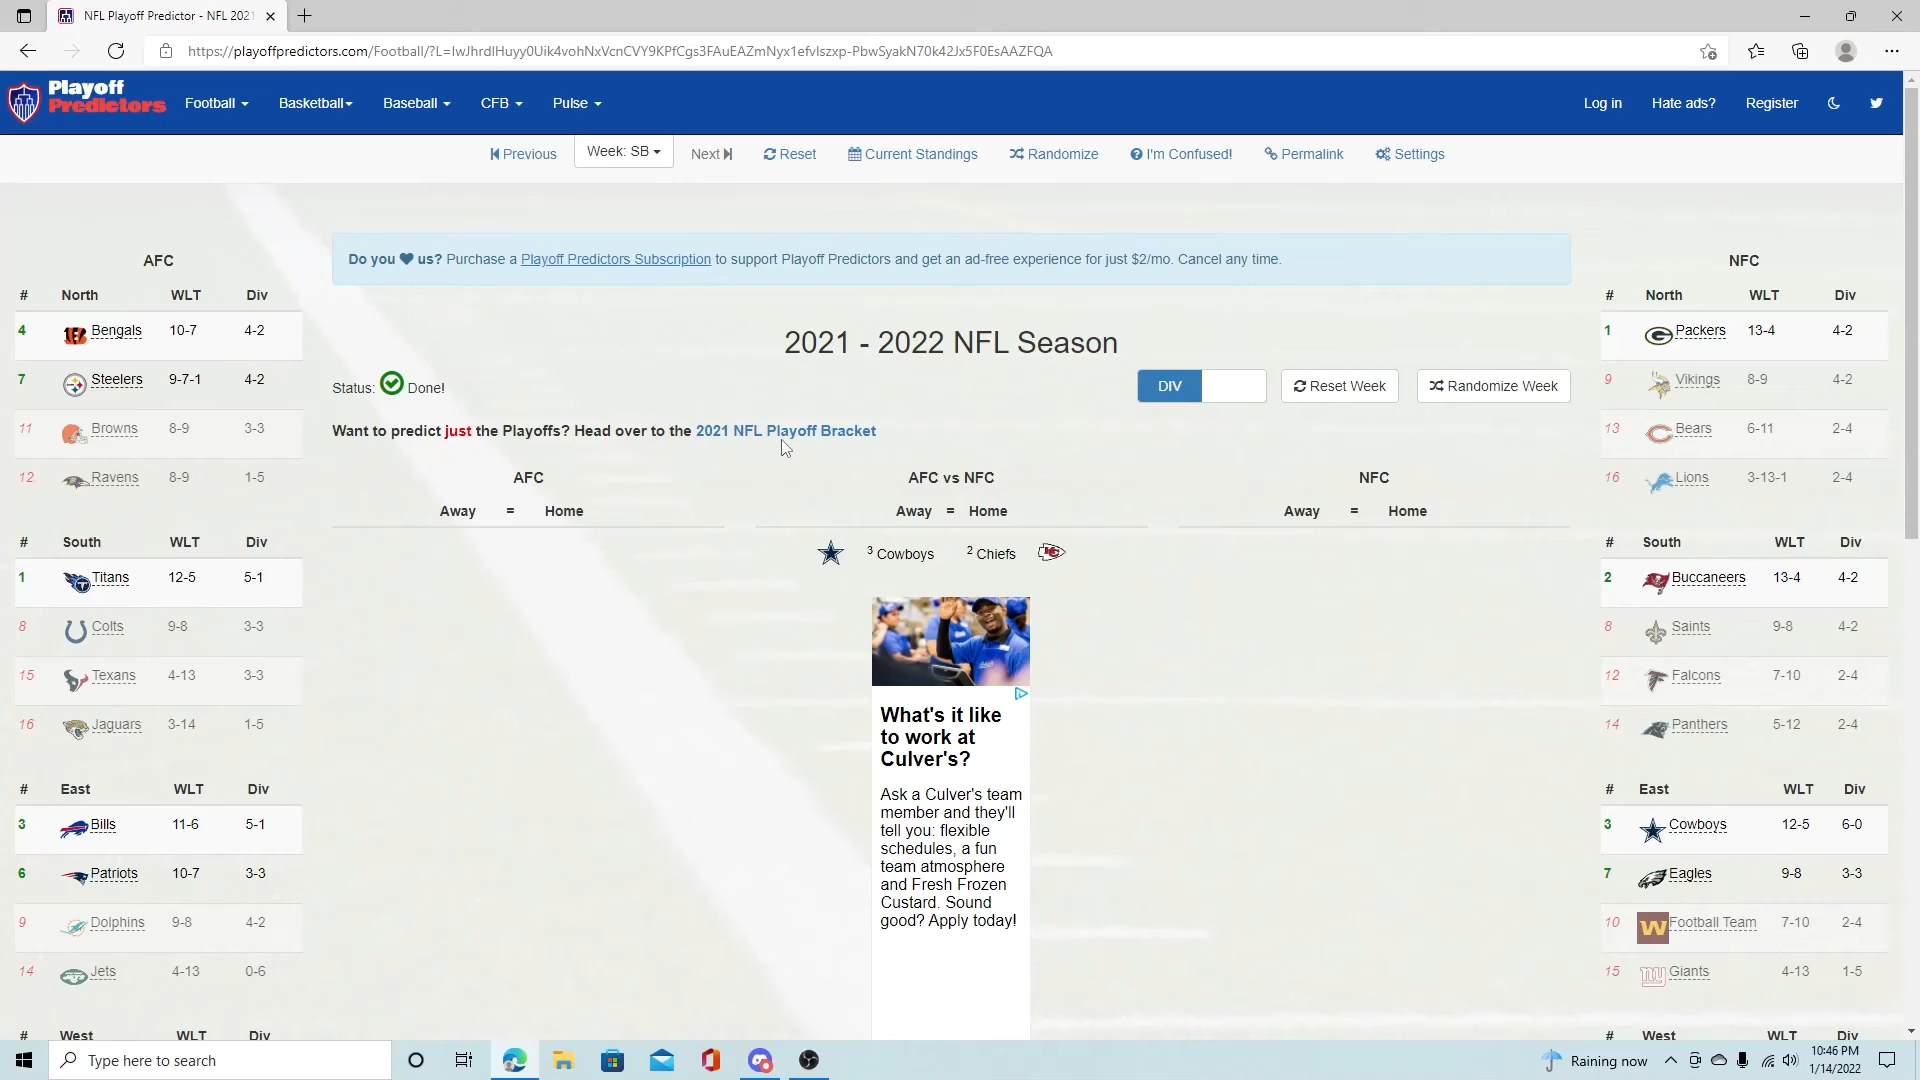 NFL Playoff Predictor - NFL 2021
https://playoffpredictors.com/Football/?L=IwJhrdIHuyy0Uik4vohNxVcnCVY9KPfCgs3FAuEAZmNyx1efvIszxp-PbwSyakN70k42Jx5F0EsAAZFQA
Playoff Predictors Football Basketball Baseball CFB Pulse Log in Hate ads? Register
Previous Week: SB Next Reset Current Standings Randomize I'm Confused! Permalink Settings
Do you us? Purchase a Playoff Predictors Subscription to support Playoff Predictors and get an ad-free experience for just $2/mo. Cancel any time.
AFC
# North WLT Div
4 Bengals 10-7 4-2
7 Steelers 9-7-1 4-2
11 Browns 8-9 3-3
12 Ravens 8-9 1-5
# South WLT Div
1 Titans 12-5 5-1
8 Colts 9-8 3-3
15 Texans 4-13 3-3
16 Jaguars 3-14 1-5
# East WLT Div
3 Bills 11-6 5-1
6 Patriots 10-7 3-3
9 Dolphins 9-8 4-2
14 Jets 4-13 0-6
# West WLT Div
2021 - 2022 NFL Season
Status: Done! DIV Reset Week Randomize Week
Want to predict just the Playoffs? Head over to the 2021 NFL Playoff Bracket
AFC AFC vs NFC NFC
Away = Home Away = Home Away = Home
3 Cowboys 2 Chiefs
What's it like
to work at
Culver's?
Ask a Culver's team
member and they'll
tell you: flexible
schedules, a fun
team atmosphere
and Fresh Frozen
Custard. Sound
good? Apply today!
NFC
# North WLT Div
1 Packers 13-4 4-2
9 Vikings 8-9 4-2
13 Bears 6-11 2-4
16 Lions 3-13-1 2-4
# South WLT Div
2 Buccaneers 13-4 4-2
8 Saints 9-8 4-2
12 Falcons 7-10 2-4
14 Panthers 5-12 2-4
# East WLT Div
3 Cowboys 12-5 6-0
7 Eagles 9-8 3-3
10 Football Team 7-10 2-4
15 Giants 4-13 1-5
# West WLT Div
Type here to search
Raining now
10:46 PM
1/14/2022